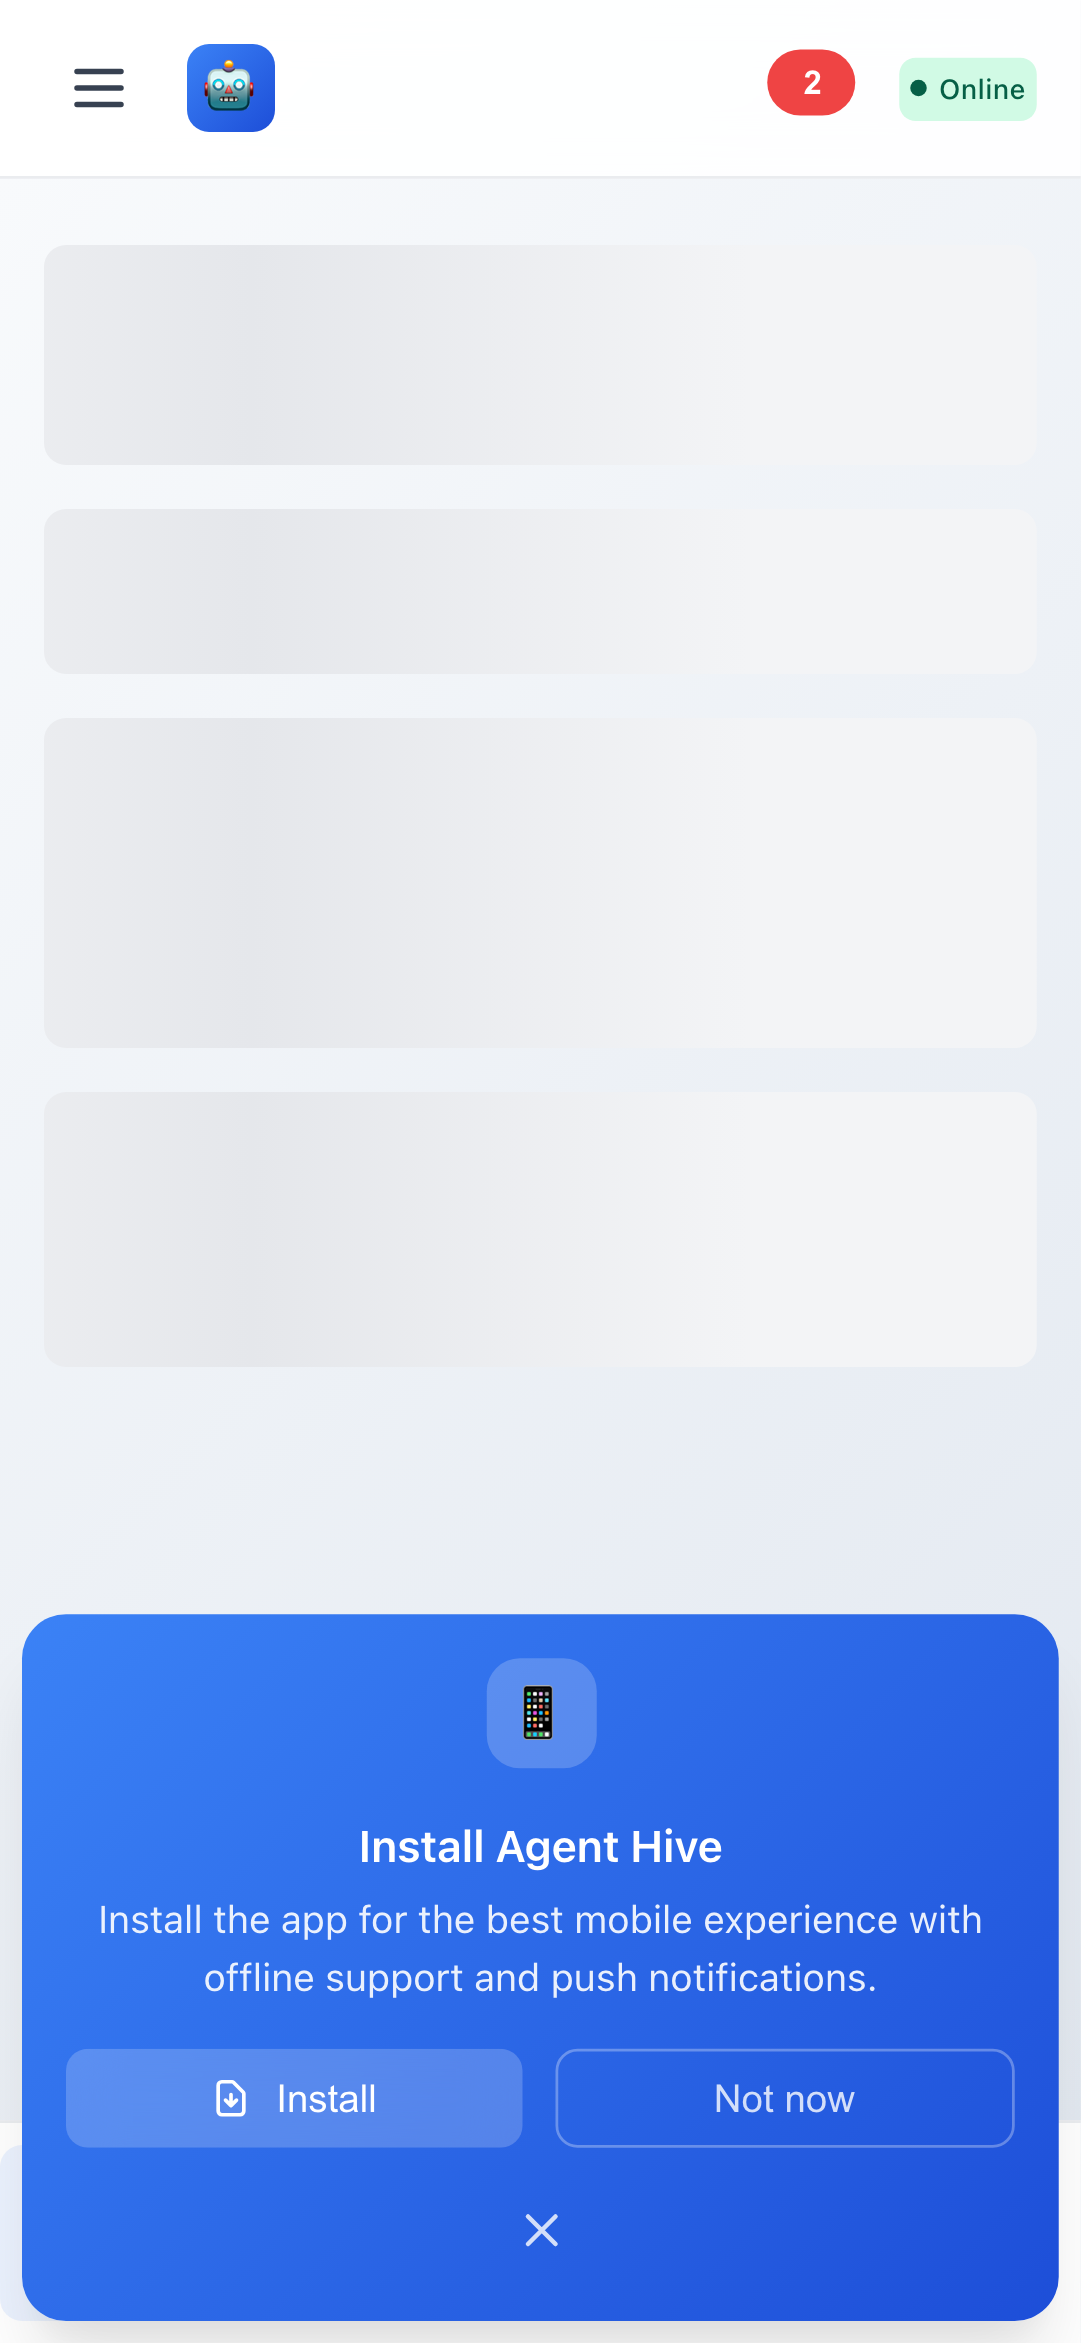 2
Online
Install Agent Hive
Install the app for the best mobile experience with
offline support and push notifications.
Install
Not now